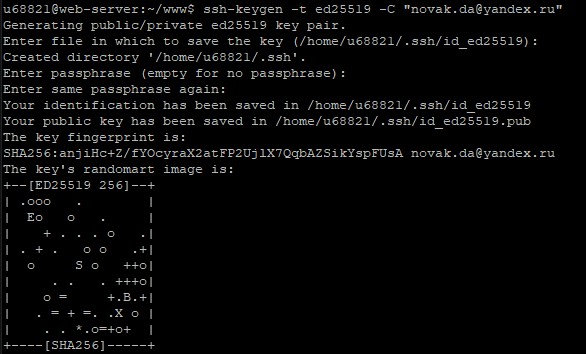 u68821@web-server:~/www$ ssh-keygen -t ed25519 -C "novak.da@yandex.ru"
Generating public/private ed25519 key pair.
Enter file in which to save the key (/home/u68821/.ssh/id_ed25519):
Created directory '/home/u68821/.ssh'.
Enter passphrase (empty for no passphrase):
Enter same passphrase again:
Your identification has been saved in /home/u68821/.ssh/id_ed25519
Your public key has been saved in /home/u68821/.ssh/id_ed25519.pub
The key fingerprint is:
SHA256:anjiHc+Z/fYOcyraX2atFP2UjlX7QqbAZSikYspFUsA novak.da@yandex.ru
The key's randomart image is:
+--[ED25519 256]--+
| .ooo   .        |
|  Eo   o   .     |
|    + . . . o   .|
| . + .   o o   .+|
|  o     S o   ++o|
|     . .   . +++o|
|    o =     +.B.+|
|   . = + =. .X o |
|    . . *.o=+o+  |
+----[SHA256]-----+